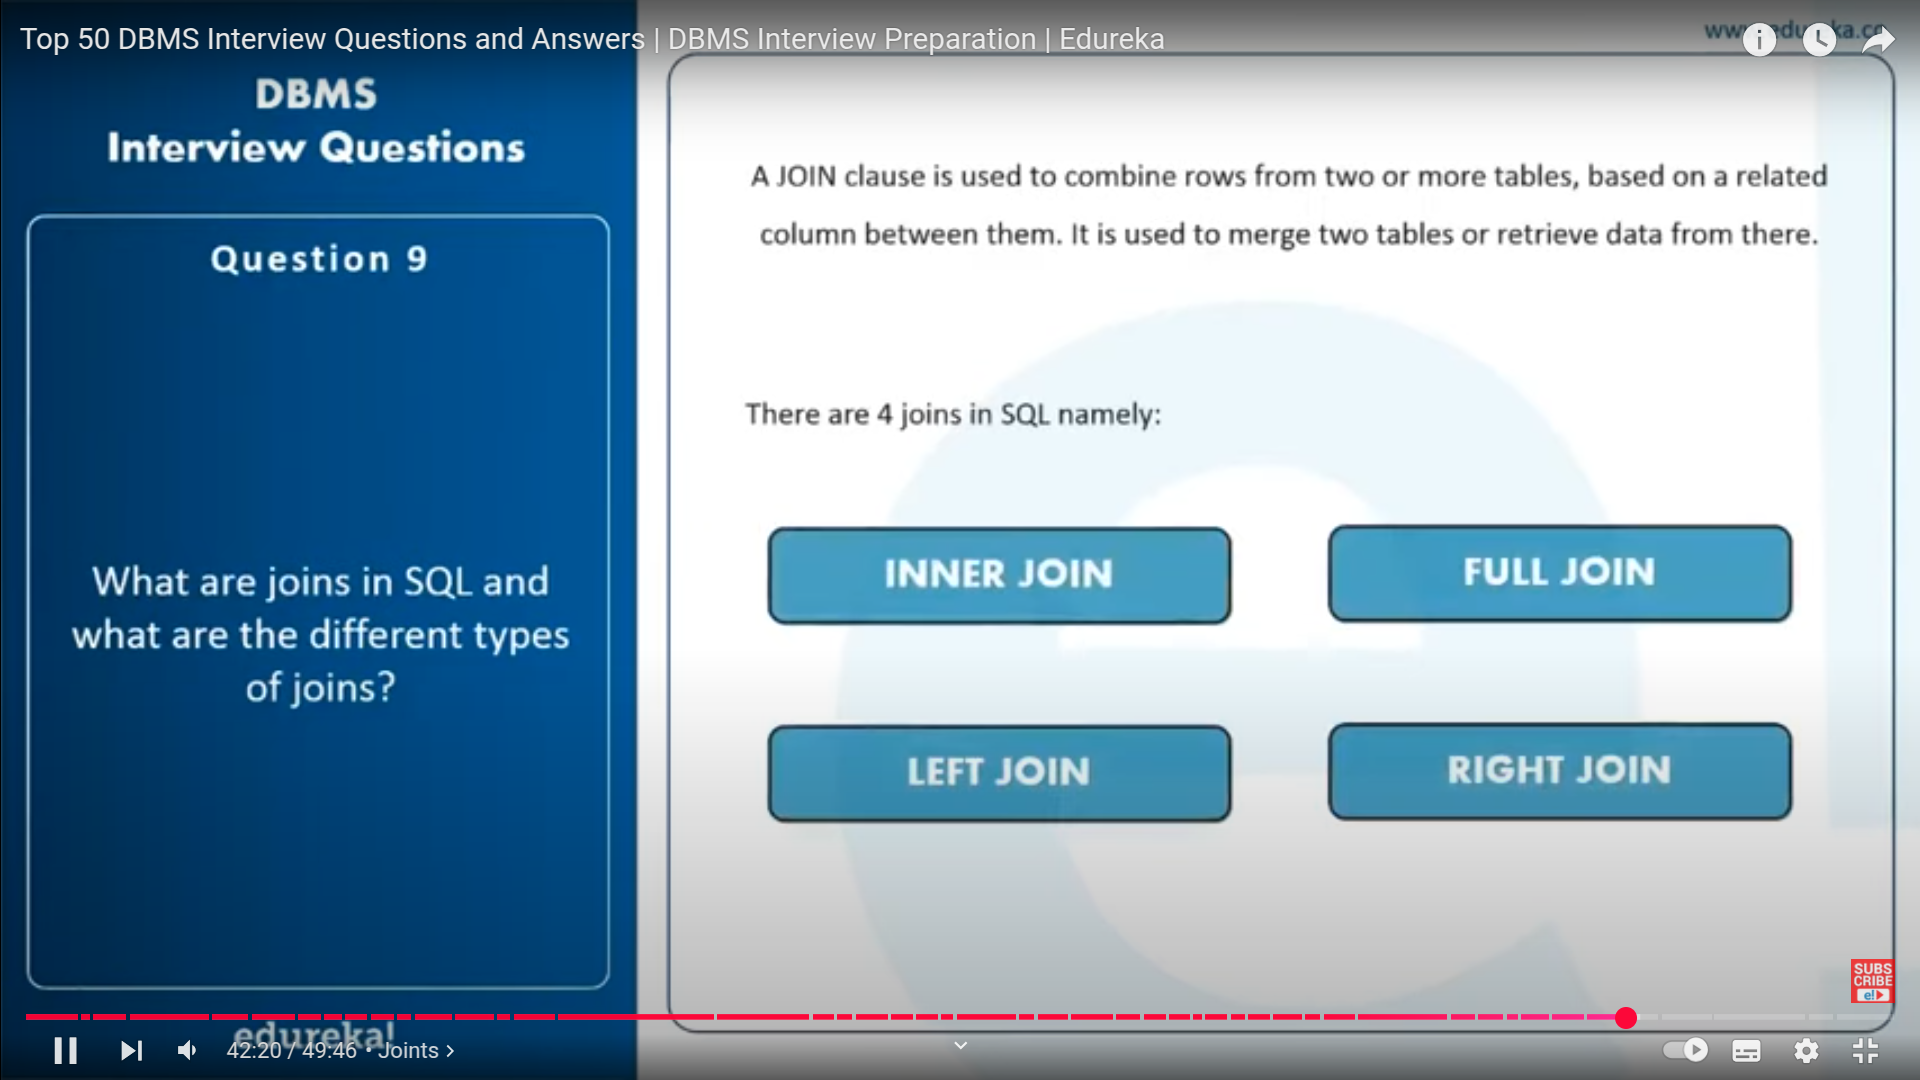 Top 50 DBMS Interview Questions and Answers | DBMS Interview Preparation | Edureka
DBMS
Interview Questions
Question 9
What are joins in SQL and
what are the different types
of joins?
A JOIN clause is used to combine rows from two or more tables, based on a related
column between them. It is used to merge two tables or retrieve data from there.
There are 4 joins in SQL namely:
INNER JOIN
FULL JOIN
LEFT JOIN
RIGHT JOIN
SUBS
CRIBE
e!
edureka!
42:20 / 49:46 • Joints